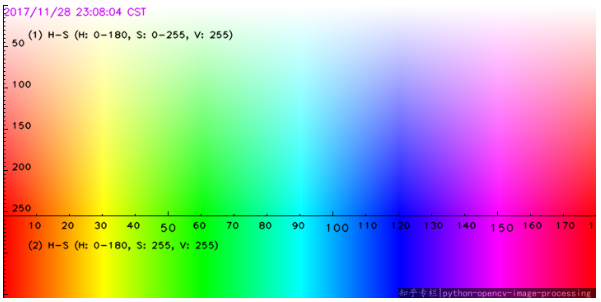 2017/11/28 23:08:04 CST
(1) H-S (H: 0-180, S: 0-255, V: 255)
50
100
150
200
250
10 20 30 40 50 60 70 80 90 100 110 120 130 140 150 160 170 1
(2) H-S (H: 0-180, S: 255, V: 255)
知乎专栏|python-opencv-image-processing